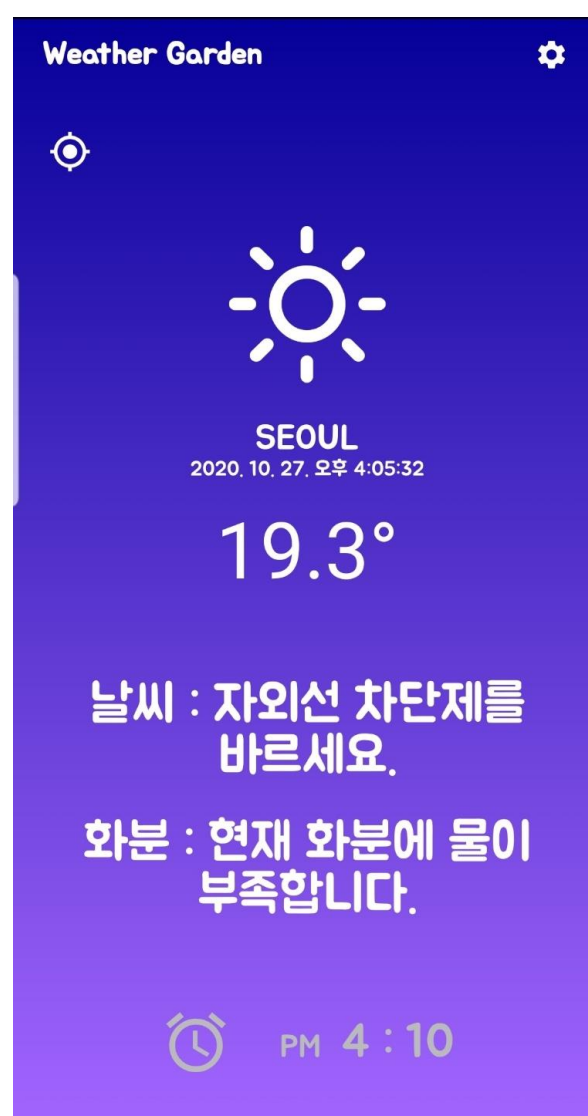 Weather Garden
SEOUL
2020. 10. 27. 오후 4:05:32
19.3°
날씨 : 자외선 차단제를
바르세요.
화분 : 현재 화분에 물이
부족합니다.
PM 4 : 10